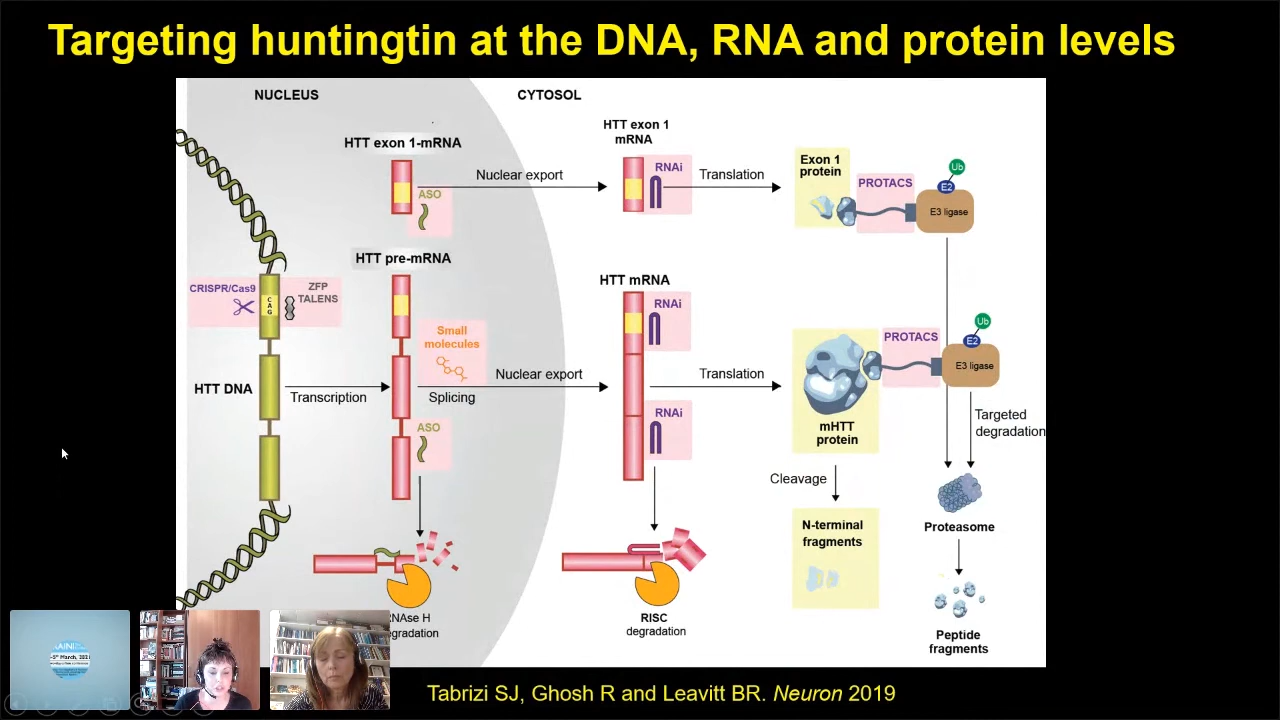 Targeting huntingtin at the DNA, RNA and protein levels
NUCLEUS
CYTOSOL
HTT exon 1-mRNA
ASO
Nuclear export
HTT exon 1
mRNA
RNAi
Translation
Exon 1
protein
PROTACS
Ub
E2
E3 ligase
HTT pre-mRNA
CRISPR/Cas9
ZFP
TALENS
CAG
HTT DNA
Transcription
Small
molecules
Splicing
ASO
Nuclear export
HTT mRNA
RNAi
RNAi
Translation
mHTT
protein
PROTACS
Ub
E2
E3 ligase
Targeted
degradation
Cleavage
N-terminal
fragments
Proteasome
Peptide
fragments
NAse H
egradation
RISC
degradation
Tabrizi SJ, Ghosh R and Leavitt BR. Neuron 2019